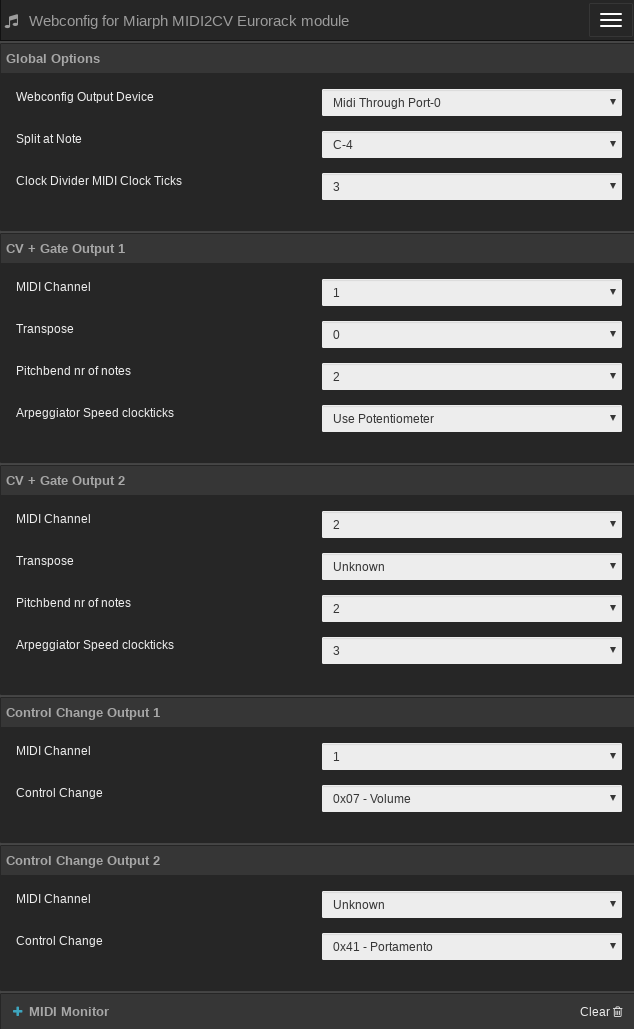 Webconfig for Miarph MIDI2CV Eurorack module
Global Options
Webconfig Output Device Midi Through Port-0
Split at Note C-4
Clock Divider MIDI Clock Ticks 3
CV + Gate Output 1
MIDI Channel 1
Transpose 0
Pitchbend nr of notes 2
Arpeggiator Speed clockticks Use Potentiometer
CV + Gate Output 2
MIDI Channel 2
Transpose Unknown
Pitchbend nr of notes 2
Arpeggiator Speed clockticks 3
Control Change Output 1
MIDI Channel 1
Control Change 0x07 - Volume
Control Change Output 2
MIDI Channel Unknown
Control Change 0x41 - Portamento
MIDI Monitor Clear